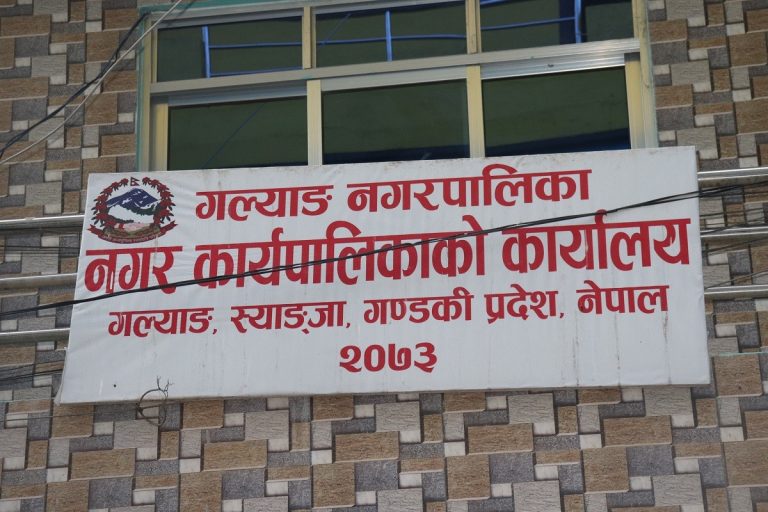 गल्याङ नगरपालिका
नगर कार्यपालिकाको कार्यालय
गल्याङ, स्याङ्जा, गण्डकी प्रदेश, नेपाल
२०७३